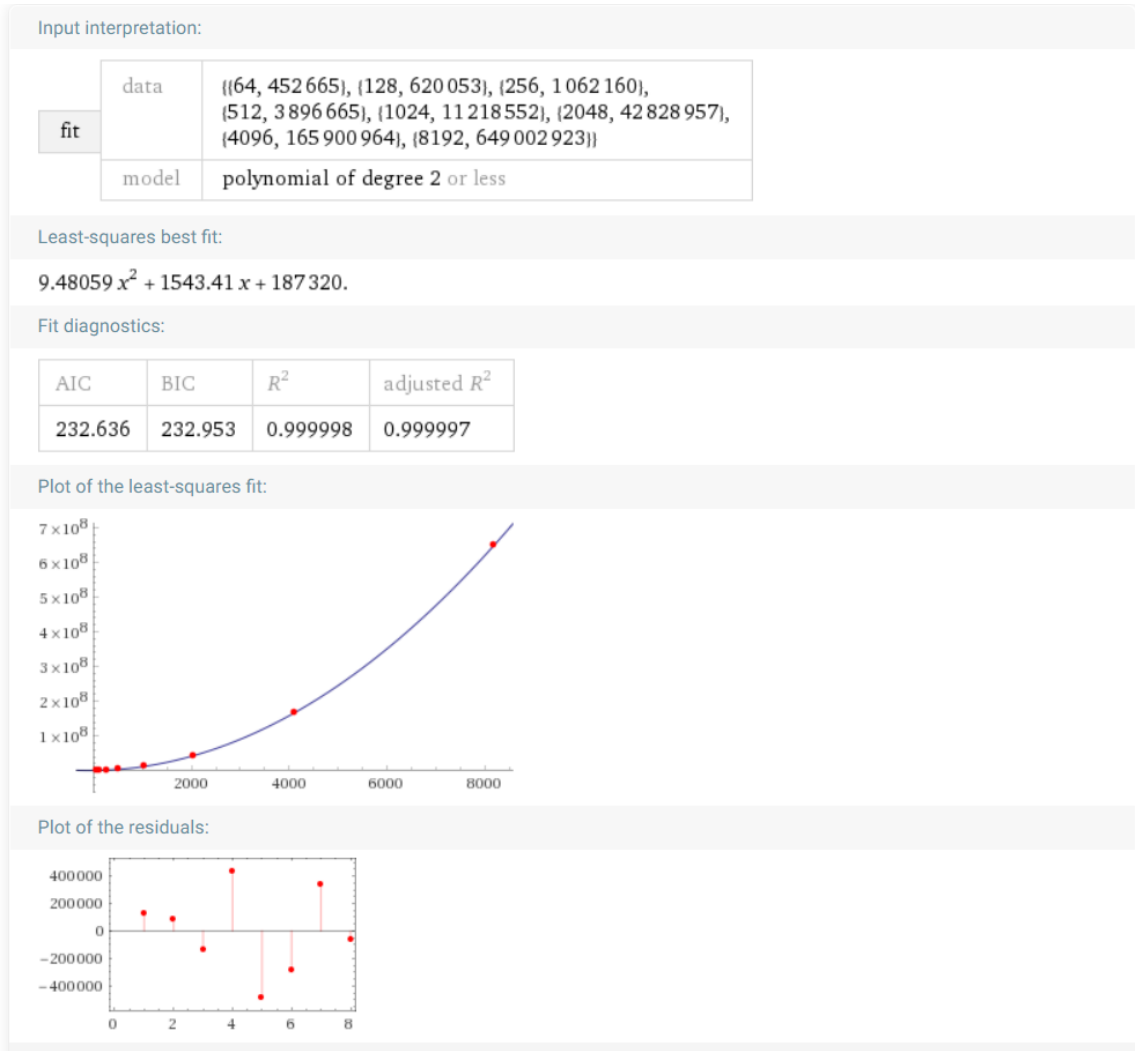 Input interpretation:
fit
data
{{64, 452 665}, {128, 620 053}, {256, 1 062 160},
{512, 3 896 665}, {1024, 11 218 552}, {2048, 42 828 957},
{4096, 165 900 964}, {8192, 649 002 923}}
model
polynomial of degree 2 or less
Least-squares best fit:
9.48059 x² + 1543.41 x + 187 320.
Fit diagnostics:
AIC BIC R² adjusted R²
232.636 232.953 0.999998 0.999997
Plot of the least-squares fit:
7×10⁸
6×10⁸
5×10⁸
4×10⁸
3×10⁸
2×10⁸
1×10⁸
2000 4000 6000 8000
Plot of the residuals:
400000
200000
0
-200000
-400000
0 2 4 6 8